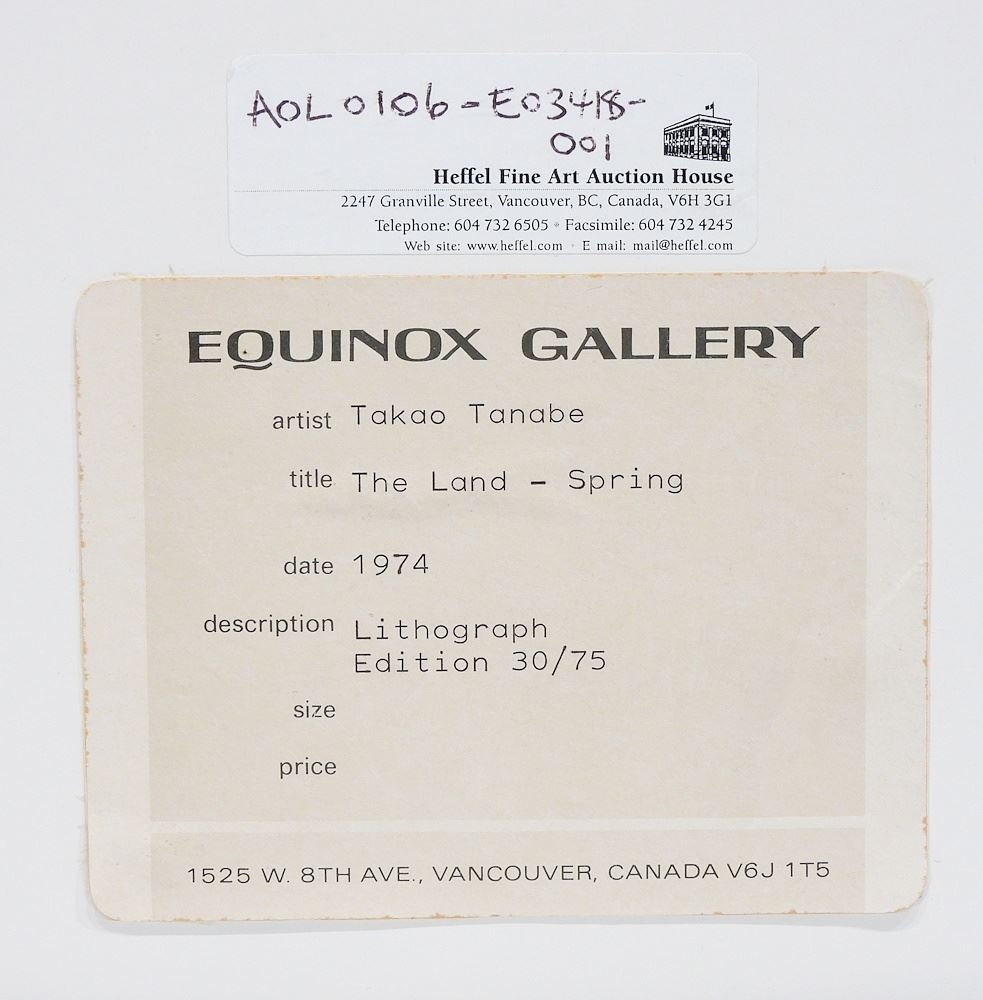 AOL0106-E03418-
001
Heffel Fine Art Auction House
2247 Granville Street, Vancouver, BC, Canada, V6H 3G1
Telephone: 604 732 6505 • Facsimile: 604 732 4245
Web site: www.heffel.com • E mail: mail@heffel.com
EQUINOX GALLERY
artist Takao Tanabe
title The Land - Spring
date 1974
description Lithograph
Edition 30/75
size
price
1525 W. 8TH AVE., VANCOUVER, CANADA V6J 1T5